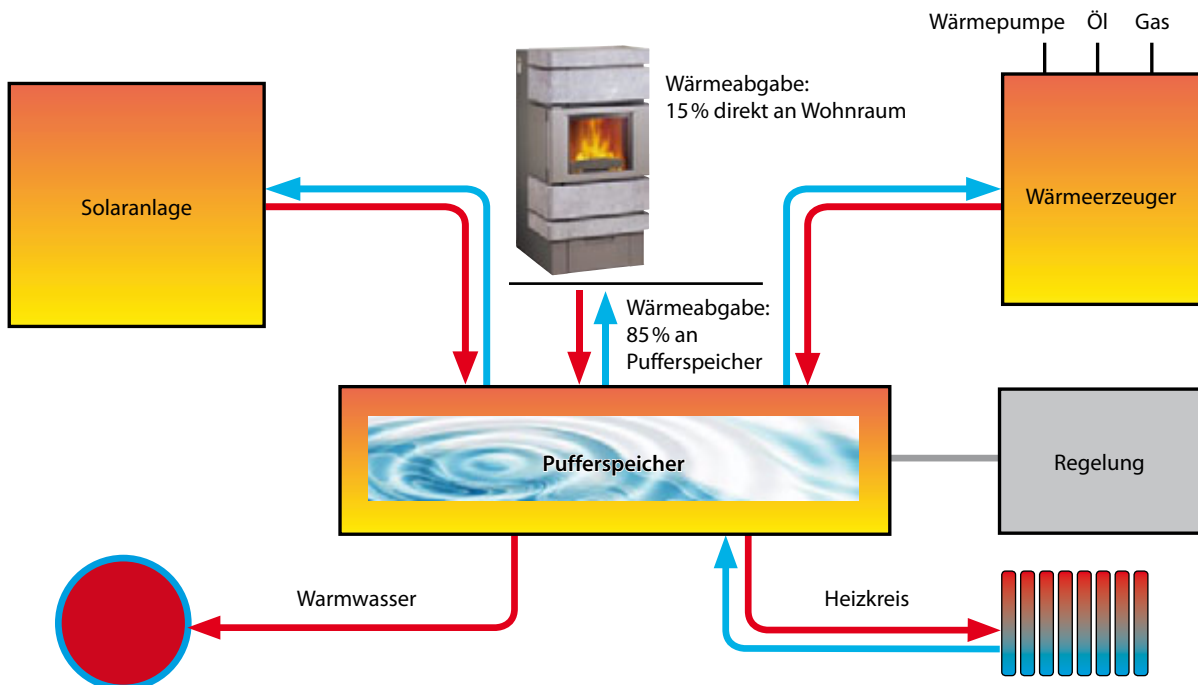 Wärmepumpe Öl Gas
Wärmeabgabe:
15 % direkt an Wohnraum
Solaranlage
Wärmeerzeuger
Wärmeabgabe:
85 % an
Pufferspeicher
Pufferspeicher
Regelung
Warmwasser
Heizkreis